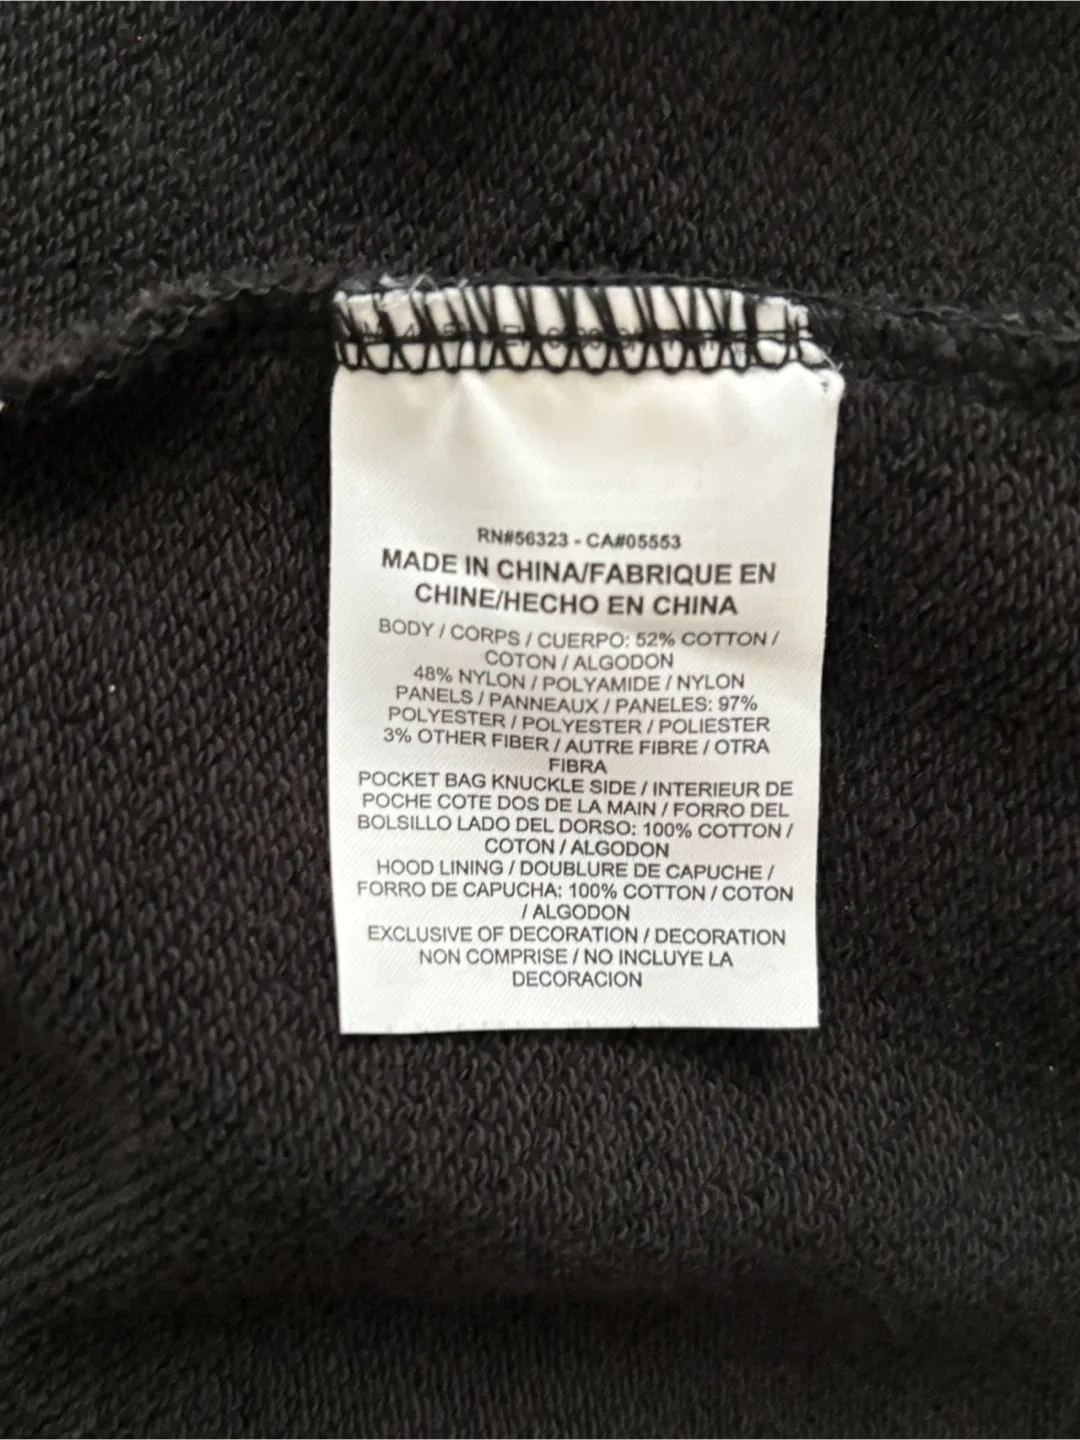 RN#56323 - CA#05553
MADE IN CHINA/FABRIQUE EN
CHINE/HECHO EN CHINA
BODY / CORPS / CUERPO: 52% COTTON /
COTON / ALGODON
48% NYLON / POLYAMIDE / NYLON
PANELS / PANNEAUX / PANELES: 97%
POLYESTER / POLYESTER / POLIESTER
3% OTHER FIBER / AUTRE FIBRE / OTRA
FIBRA
POCKET BAG KNUCKLE SIDE / INTERIEUR DE
POCHE COTE DOS DE LA MAIN / FORRO DEL
BOLSILLO LADO DEL DORSO: 100% COTTON /
COTON / ALGODON
HOOD LINING / DOUBLURE DE CAPUCHE /
FORRO DE CAPUCHA: 100% COTTON / COTON
/ ALGODON
EXCLUSIVE OF DECORATION / DECORATION
NON COMPRISE / NO INCLUYE LA
DECORACION